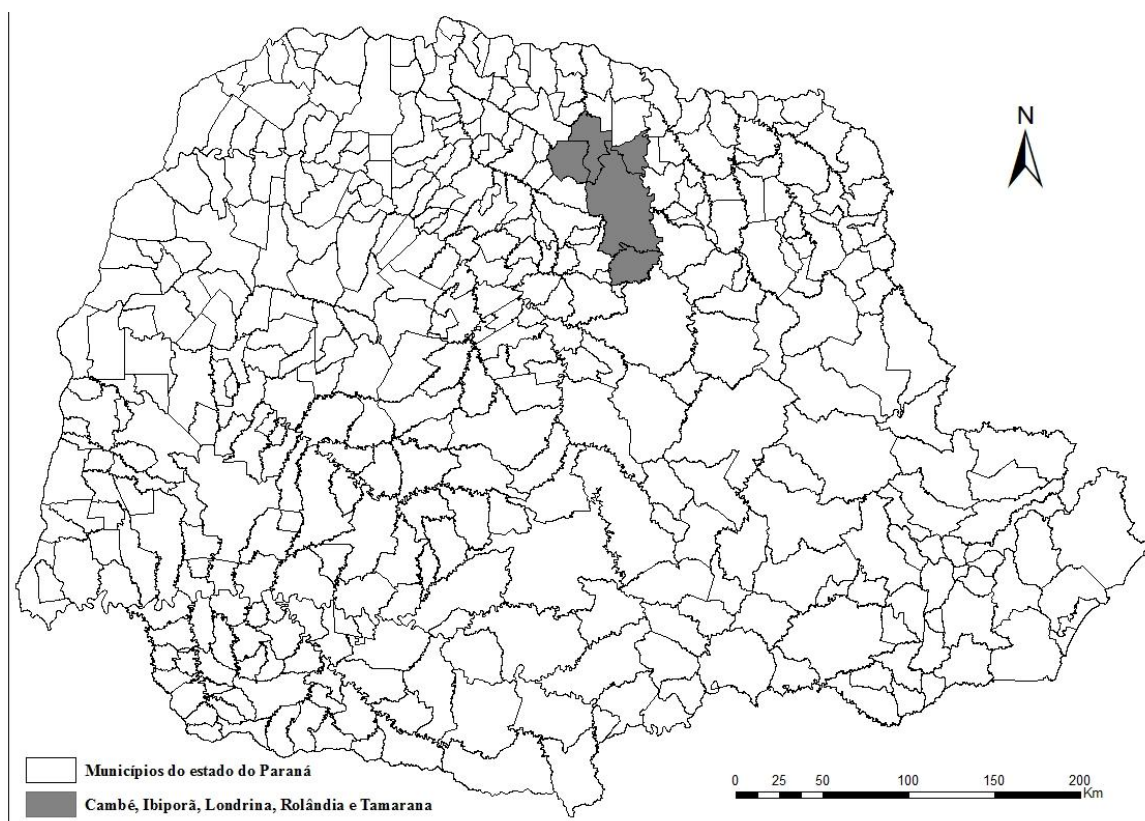 N
Municípios do estado do Paraná
Cambé, Ibiporã, Londrina, Rolândia e Tamarana
0 25 50 100 150 200
Km